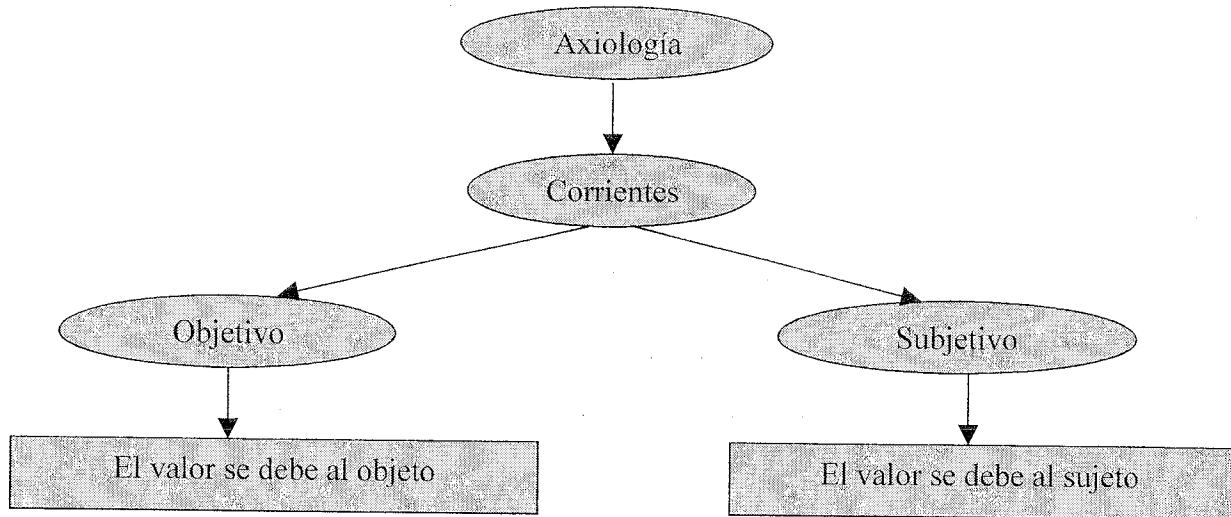 Axiología
Corrientes
Objetivo
Subjetivo
El valor se debe al objeto
El valor se debe al sujeto